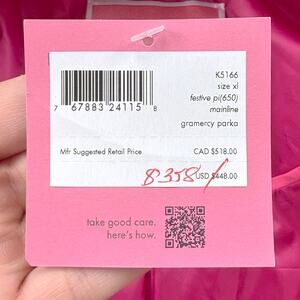 K5166
size xl
festive pi(650)
mainline
gramercy parka
7 67883 24115 8
Mfr Suggested Retail Price
CAD $518.00
USD $448.00
take good care.
here's how.